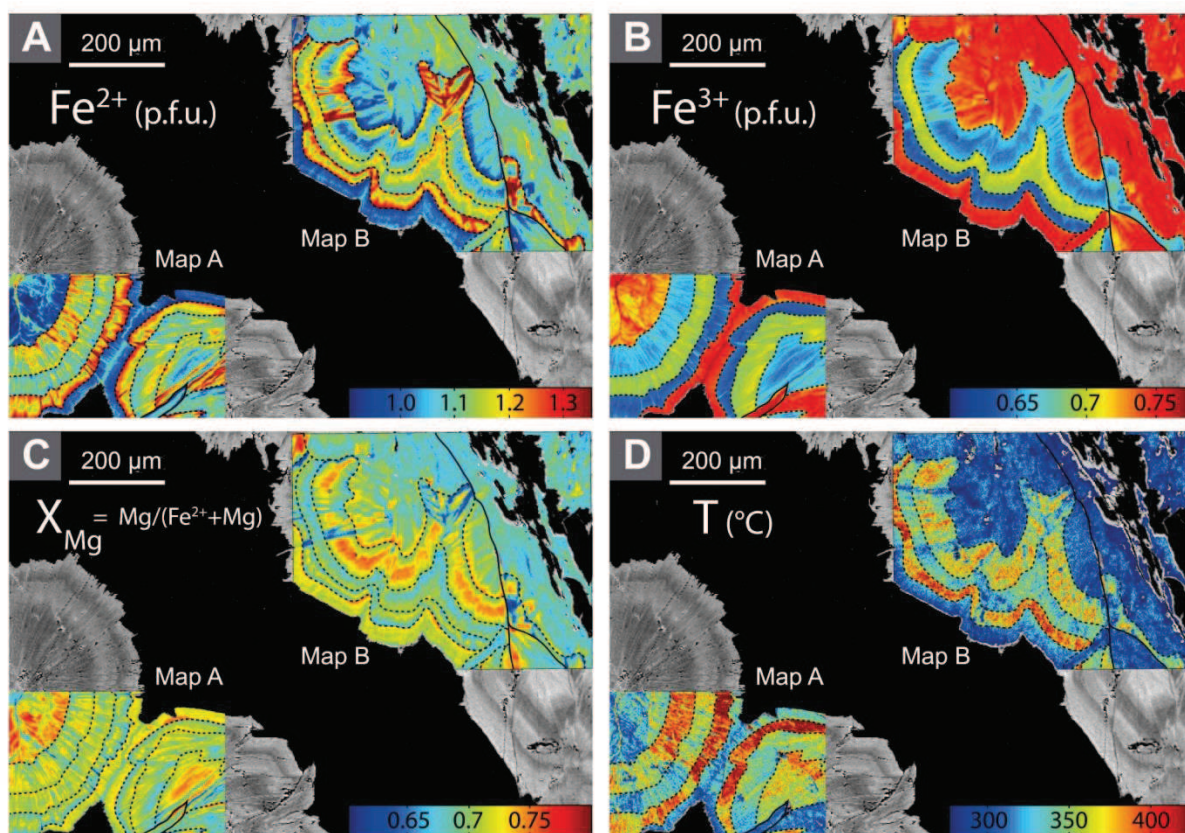 A
200 µm
Fe2+ (p.f.u.)
Map B
Map A
1.0 1.1 1.2 1.3
B
200 µm
Fe3+ (p.f.u.)
Map B
Map A
0.65 0.7 0.75
C
200 µm
XMg = Mg/(Fe2++Mg)
Map B
Map A
0.65 0.7 0.75
D
200 µm
T (°C)
Map B
Map A
300 350 400